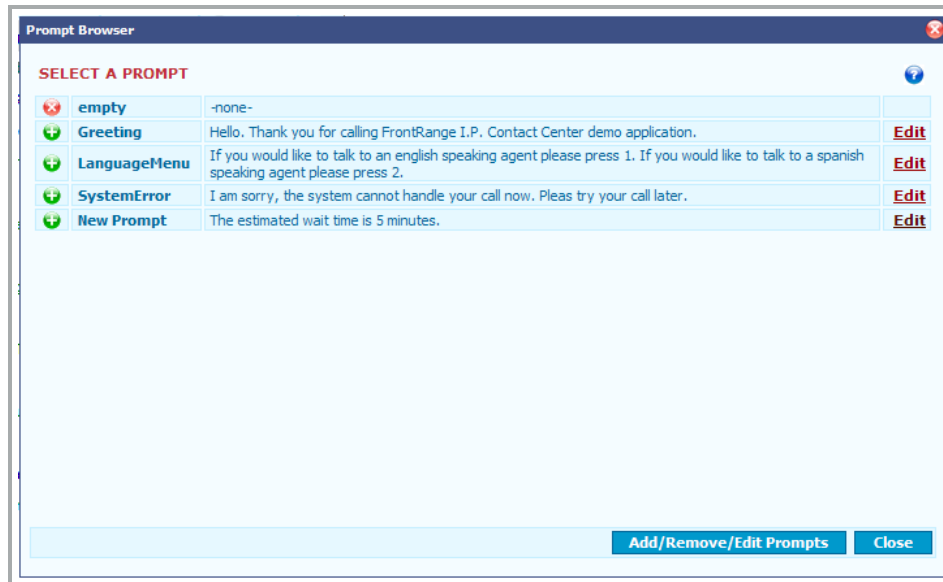 Prompt Browser
SELECT A PROMPT
empty -none-
Greeting Hello. Thank you for calling FrontRange I.P. Contact Center demo application. Edit
LanguageMenu If you would like to talk to an english speaking agent please press 1. If you would like to talk to a spanish
speaking agent please press 2. Edit
SystemError I am sorry, the system cannot handle your call now. Pleas try your call later. Edit
New Prompt The estimated wait time is 5 minutes. Edit
Add/Remove/Edit Prompts Close